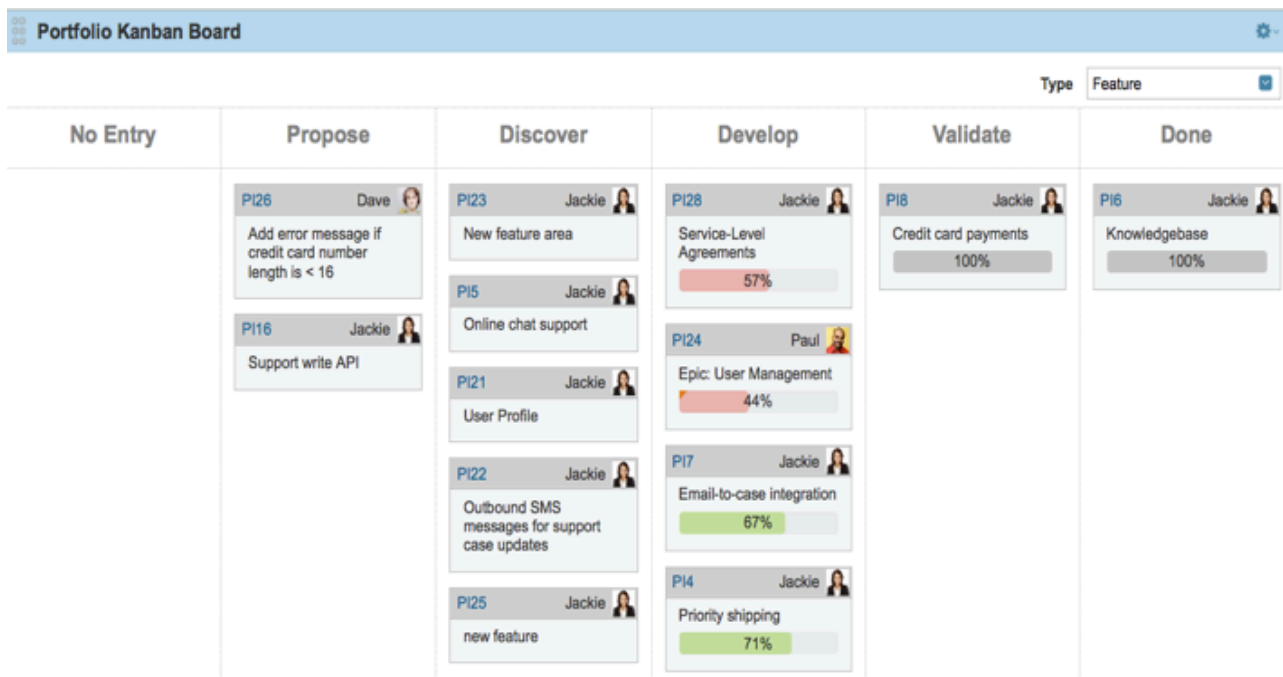 Portfolio Kanban Board
Type Feature
No Entry
Propose
Discover
Develop
Validate
Done
PI26 Dave
Add error message if
credit card number
length is < 16
PI16 Jackie
Support write API
PI23 Jackie
New feature area
PI5 Jackie
Online chat support
PI21 Jackie
User Profile
PI22 Jackie
Outbound SMS
messages for support
case updates
PI25 Jackie
new feature
PI28 Jackie
Service-Level
Agreements
57%
PI24 Paul
Epic: User Management
44%
PI7 Jackie
Email-to-case integration
67%
PI4 Jackie
Priority shipping
71%
PI8 Jackie
Credit card payments
100%
PI6 Jackie
Knowledgebase
100%